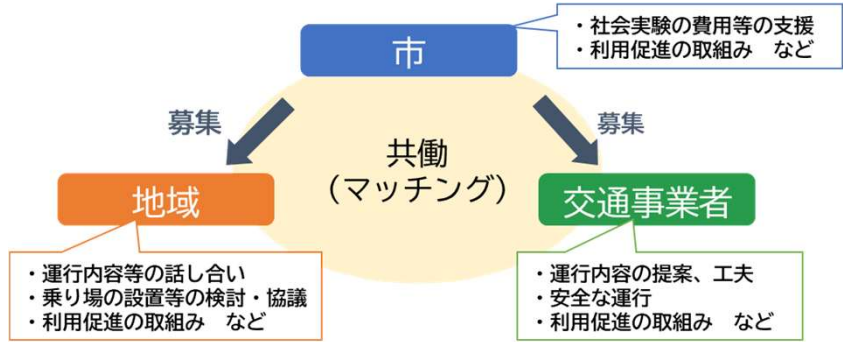 市
・社会実験の費用等の支援
・利用促進の取組み　など
募集
募集
共働
（マッチング）
地域
交通事業者
・運行内容等の話し合い
・乗り場の設置等の検討・協議
・利用促進の取組み　など
・運行内容の提案、工夫
・安全な運行
・利用促進の取組み　など